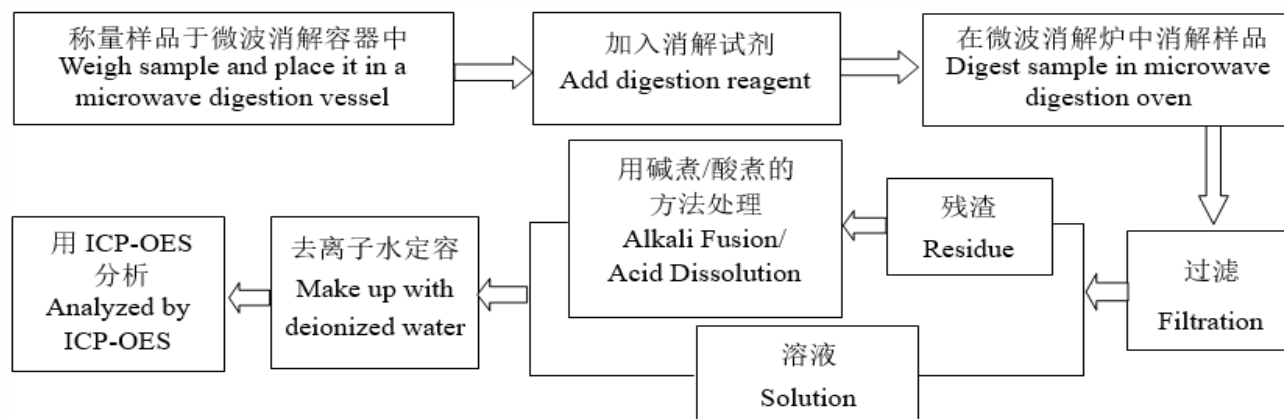 称量样品于微波消解容器中
Weigh sample and place it in a
microwave digestion vessel
加入消解试剂
Add digestion reagent
在微波消解炉中消解样品
Digest sample in microwave
digestion oven
过滤
Filtration
残渣
Residue
用碱煮/酸煮的
方法处理
Alkali Fusion/
Acid Dissolution
溶液
Solution
去离子水定容
Make up with
deionized water
用 ICP-OES
分析
Analyzed by
ICP-OES